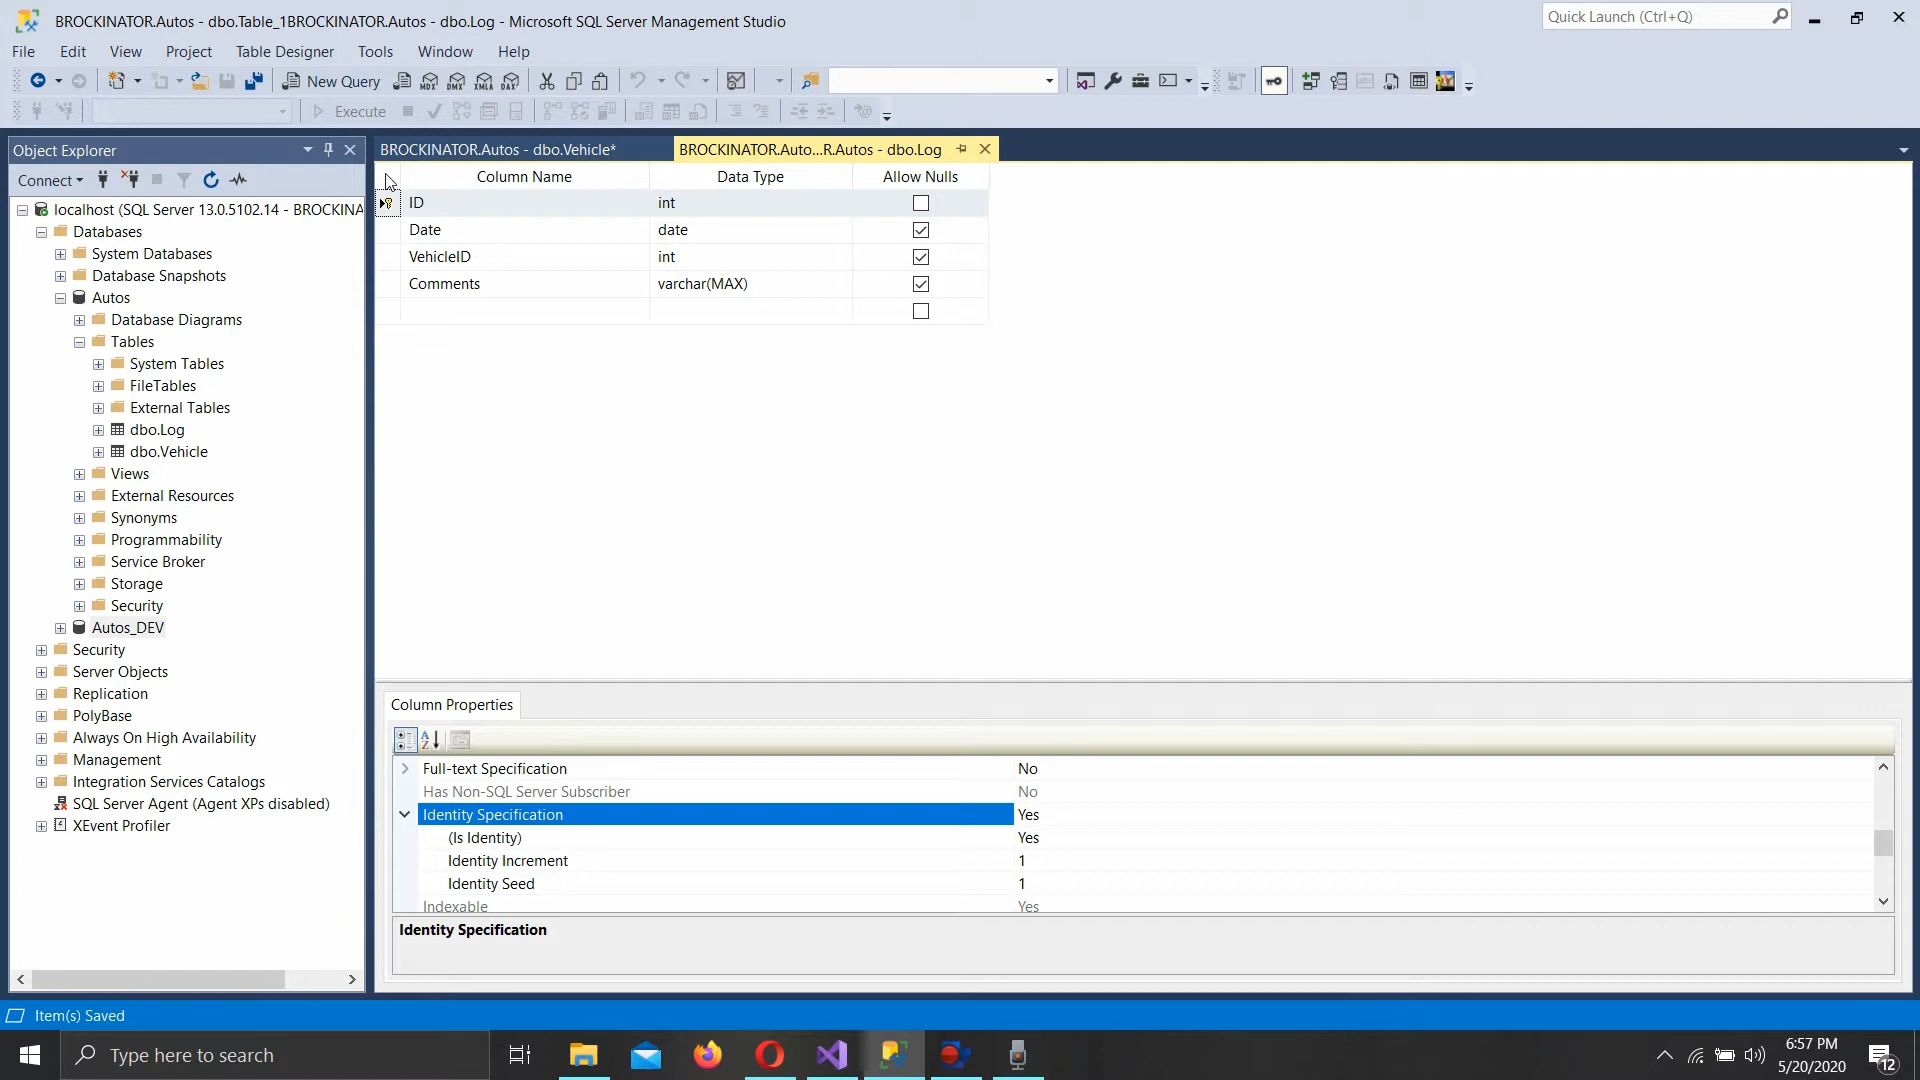 BROCKINATOR.Autos - dbo.Table_1BROCKINATOR.Autos - dbo.Log - Microsoft SQL Server Management Studio
Quick Launch (Ctrl+Q)
File Edit View Project Table Designer Tools Window Help
New Query MDX DMX XMLA DAX
Execute
Object Explorer
BROCKINATOR.Autos - dbo.Vehicle*
BROCKINATOR.Auto...R.Autos - dbo.Log
Connect
Column Name Data Type Allow Nulls
ID int
Date date
VehicleID int
Comments varchar(MAX)
localhost (SQL Server 13.0.5102.14 - BROCKINA
Databases
System Databases
Database Snapshots
Autos
Database Diagrams
Tables
System Tables
FileTables
External Tables
dbo.Log
dbo.Vehicle
Views
External Resources
Synonyms
Programmability
Service Broker
Storage
Security
Autos_DEV
Security
Server Objects
Replication
PolyBase
Always On High Availability
Management
Integration Services Catalogs
SQL Server Agent (Agent XPs disabled)
XEvent Profiler
Column Properties
Full-text Specification No
Has Non-SQL Server Subscriber No
Identity Specification Yes
(Is Identity) Yes
Identity Increment 1
Identity Seed 1
Indexable Yes
Identity Specification
Item(s) Saved
Type here to search
6:57 PM
5/20/2020
12